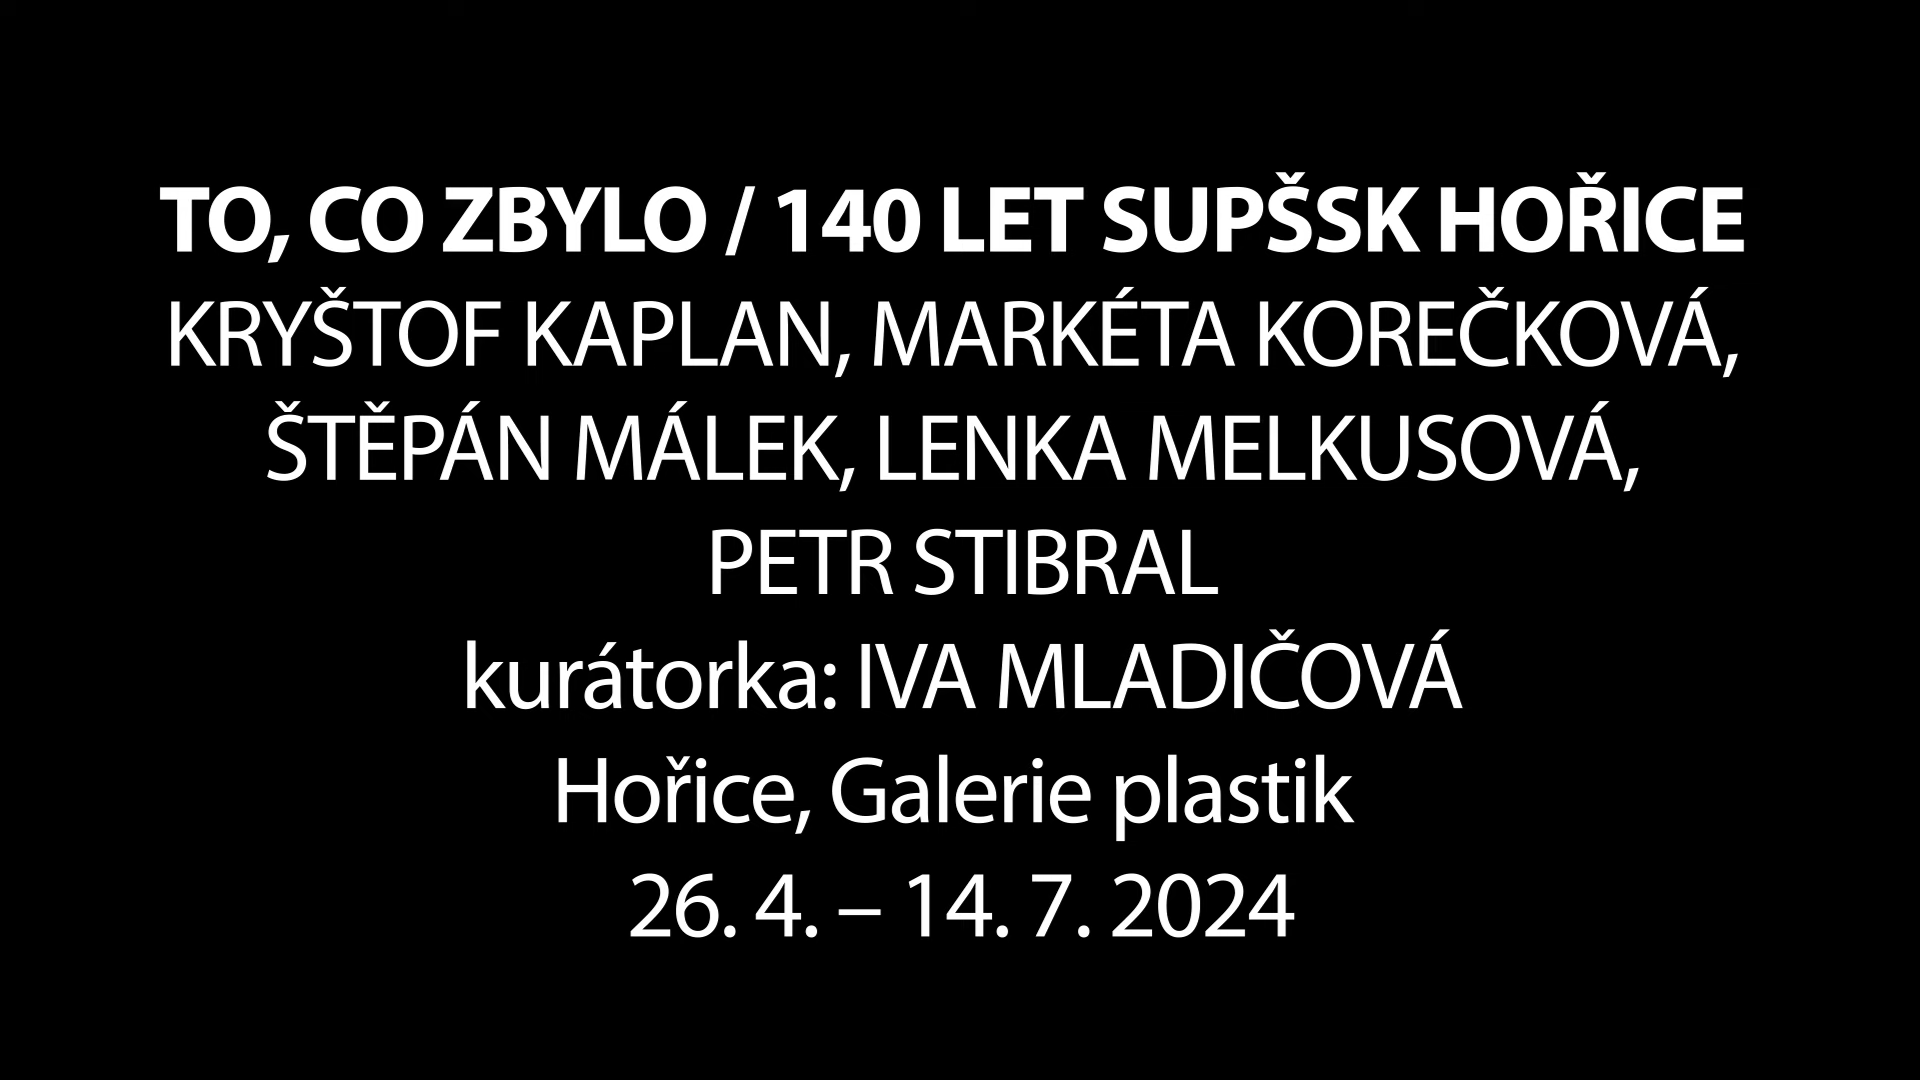 TO, CO ZBYLO / 140 LET SUPŠSK HOŘICE
KRYŠTOF KAPLAN, MARKÉTA KOREČKOVÁ,
ŠTĚPÁN MÁLEK, LENKA MELKUSOVÁ,
PETR STIBRAL
kurátorka: IVA MLADIČOVÁ
Hořice, Galerie plastik
26. 4. – 14. 7. 2024